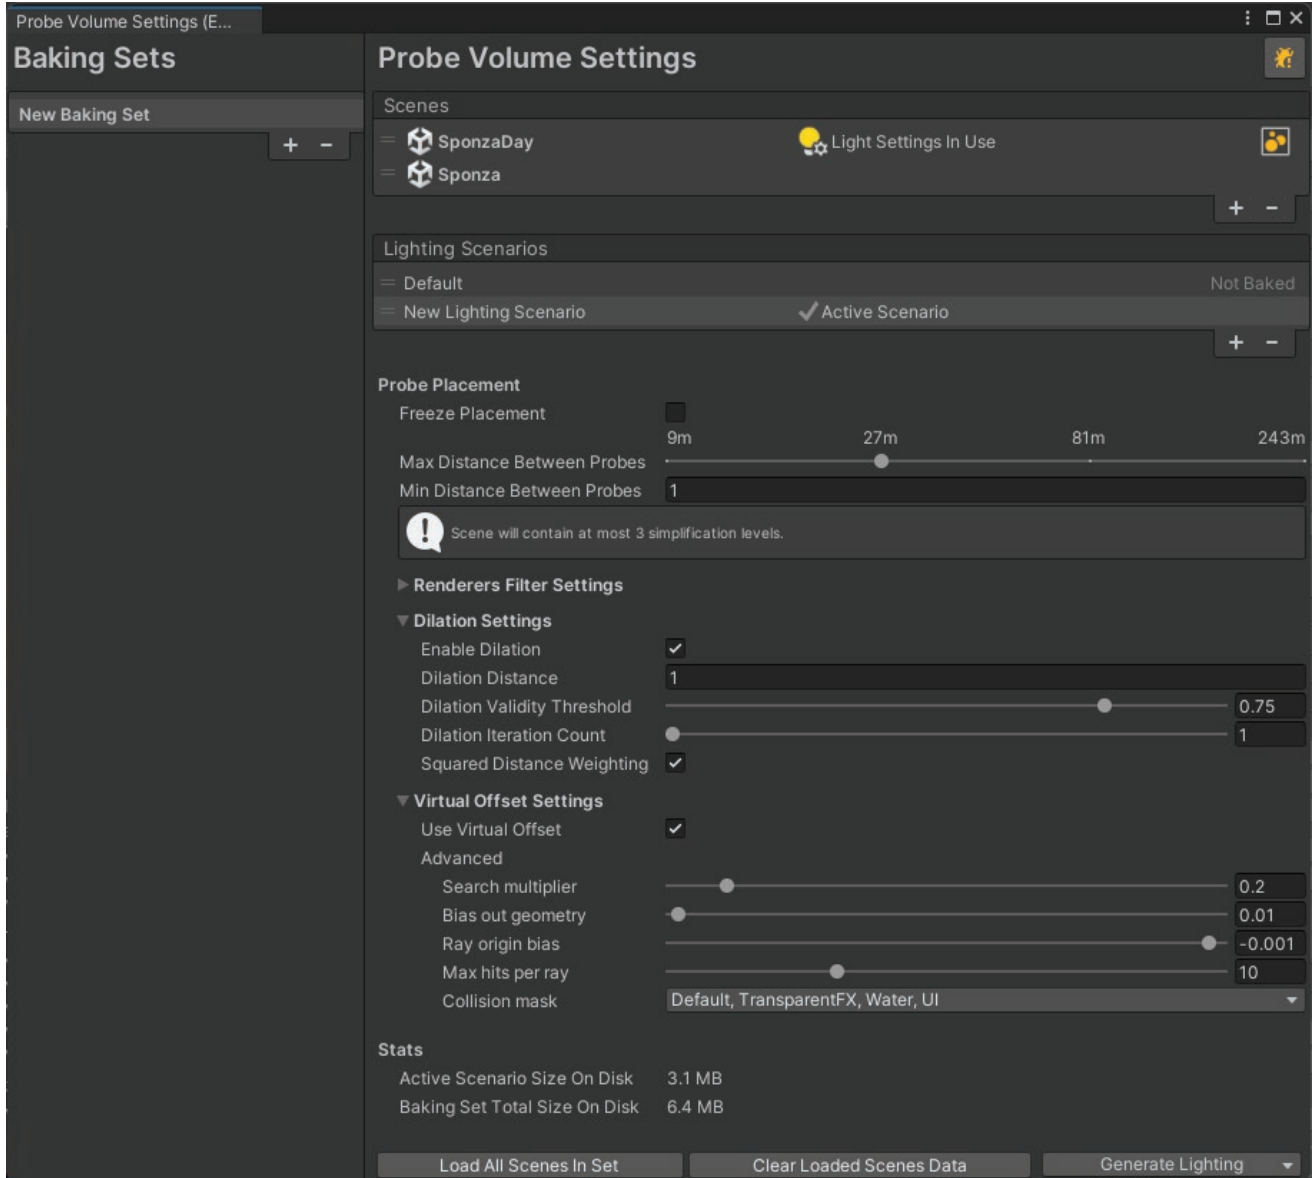 Probe Volume Settings (E...
Baking Sets
New Baking Set
+ -
Probe Volume Settings
Scenes
SponzaDay Light Settings In Use
Sponza
+ -
Lighting Scenarios
Default Not Baked
New Lighting Scenario Active Scenario
+ -
Probe Placement
Freeze Placement
9m 27m 81m 243m
Max Distance Between Probes
Min Distance Between Probes 1
Scene will contain at most 3 simplification levels.
Renderers Filter Settings
Dilation Settings
Enable Dilation
Dilation Distance 1
Dilation Validity Threshold 0.75
Dilation Iteration Count 1
Squared Distance Weighting
Virtual Offset Settings
Use Virtual Offset
Advanced
Search multiplier 0.2
Bias out geometry 0.01
Ray origin bias -0.001
Max hits per ray 10
Collision mask Default, TransparentFX, Water, UI
Stats
Active Scenario Size On Disk 3.1 MB
Baking Set Total Size On Disk 6.4 MB
Load All Scenes In Set Clear Loaded Scenes Data Generate Lighting